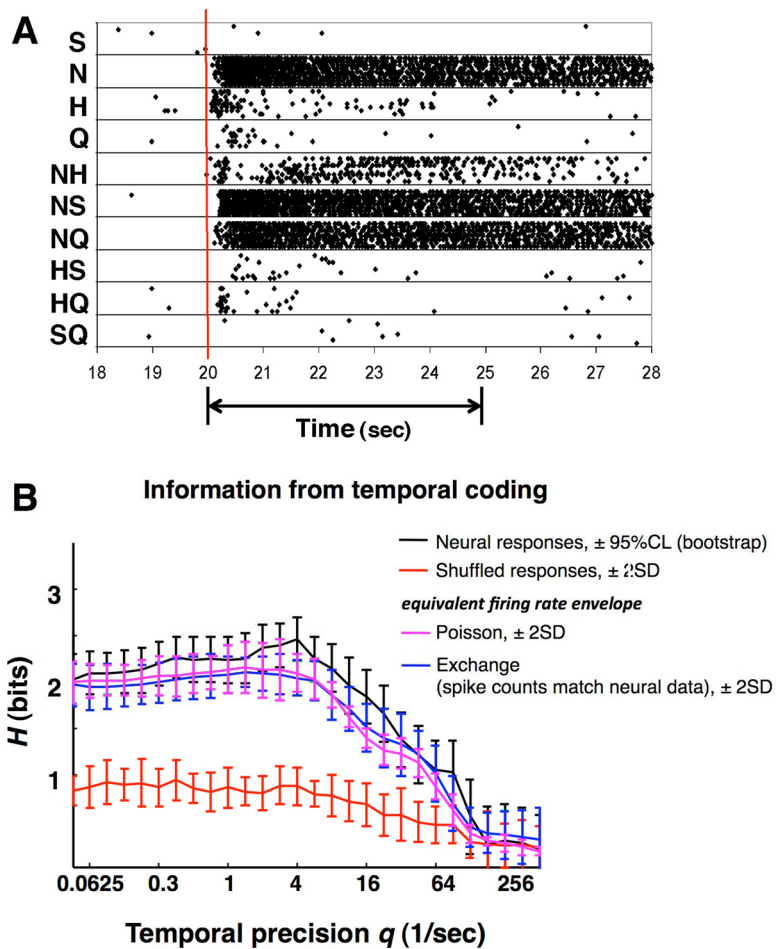 A
S
N
H
Q
NH
NS
NQ
HS
HQ
SQ
18 19 20 21 22 23 24 25 26 27 28
Time (sec)
B
Information from temporal coding
Neural responses, ± 95%CL (bootstrap)
Shuffled responses, ± 2SD
equivalent firing rate envelope
Poisson, ± 2SD
Exchange
(spike counts match neural data), ± 2SD
3
2
1
H (bits)
0.0625 0.3 1 4 16 64 256
Temporal precision q (1/sec)